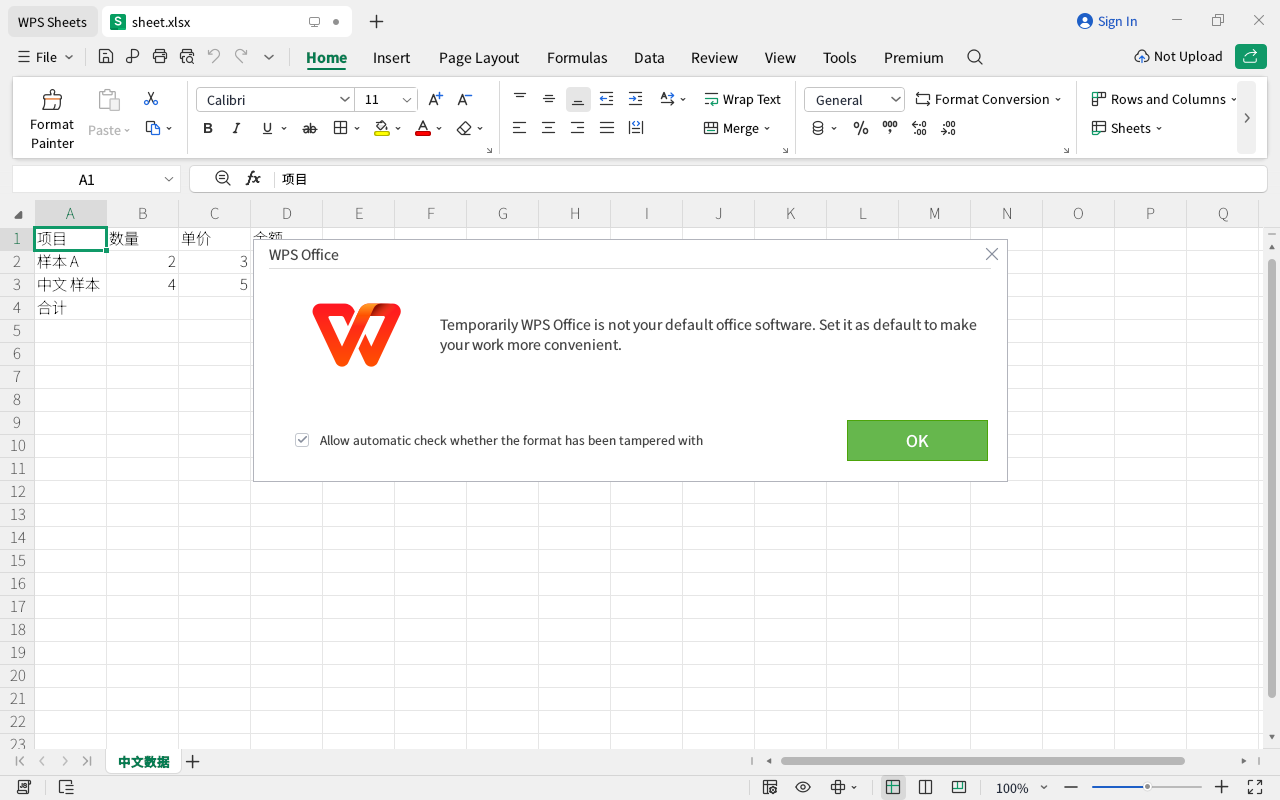 WPS Sheets
sheet.xlsx
Sign In
File
Home
Insert
Page Layout
Formulas
Data
Review
View
Tools
Premium
Not Upload
Format Painter
Paste
Calibri
11
Wrap Text
Merge
General
Format Conversion
Rows and Columns
Sheets
A1
项目
A B C D E F G H I J K L M N O P Q
1 项目 数量 单价 金额
2 样本 A 2 3
3 中文 样本 4 5
4 合计
5
6
7
8
9
10
11
12
13
14
15
16
17
18
19
20
21
22
23
WPS Office
Temporarily WPS Office is not your default office software. Set it as default to make
your work more convenient.
Allow automatic check whether the format has been tampered with
OK
中文数据
100%